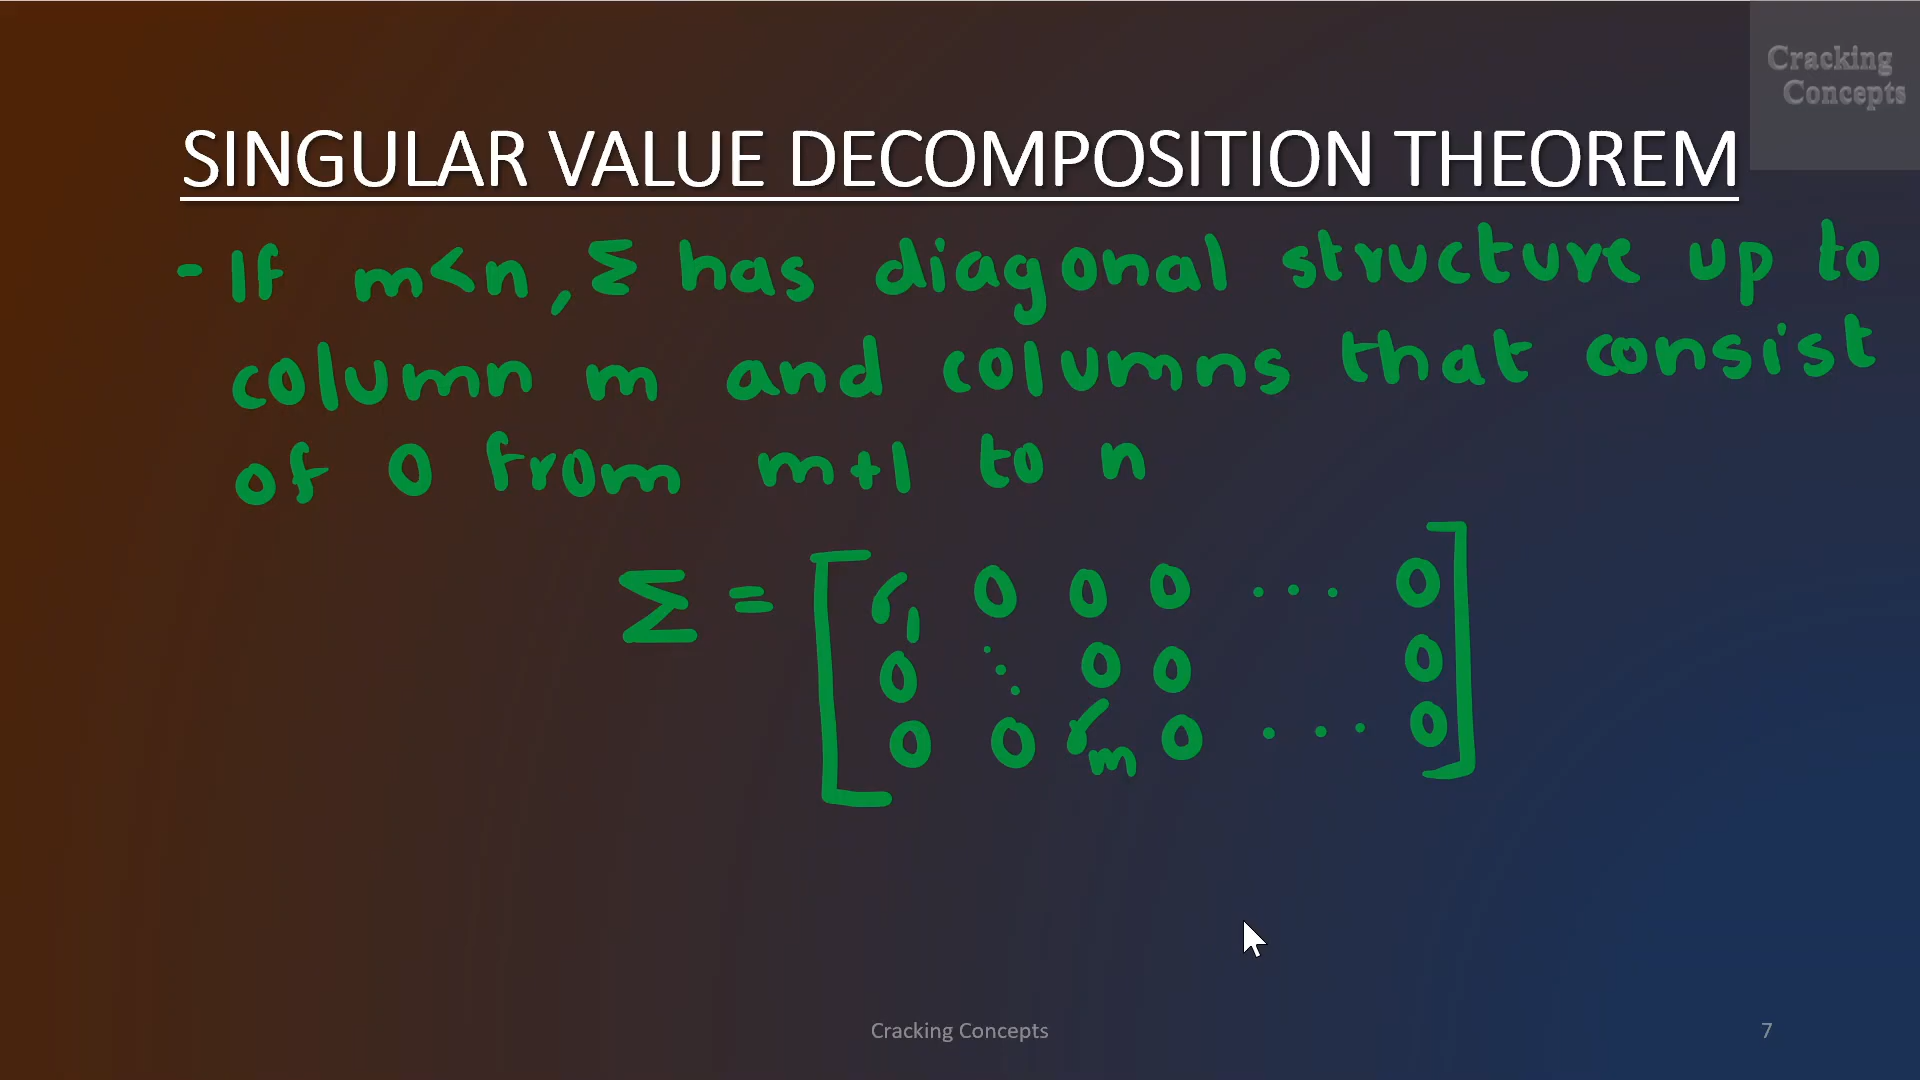 Cracking
Concepts
SINGULAR VALUE DECOMPOSITION THEOREM
- If m<n, Σ has diagonal structure up to
column m and columns that consist
of 0 from m+1 to n
Σ = [ σ₁ 0 0 0 ... 0
0 ⋱ 0 0 0
0 0 σₘ 0 ... 0 ]
Cracking Concepts
7